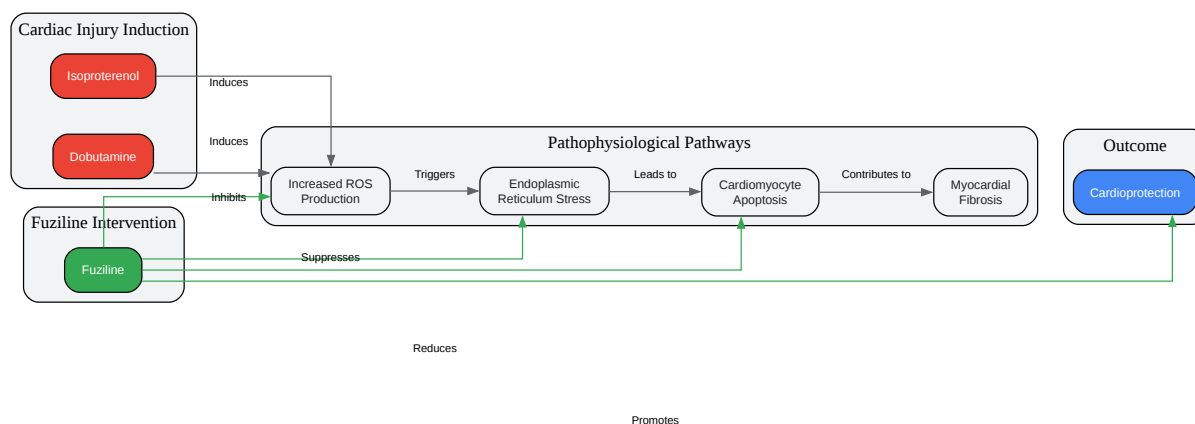 Cardiac Injury Induction
Isoproterenol
Induces
Dobutamine
Induces
Pathophysiological Pathways
Increased ROS
Production
Triggers
Endoplasmic
Reticulum Stress
Leads to
Cardiomyocyte
Apoptosis
Contributes to
Myocardial
Fibrosis
Outcome
Cardioprotection
Inhibits
Fuziline Intervention
Fuziline
Suppresses
Reduces
Promotes